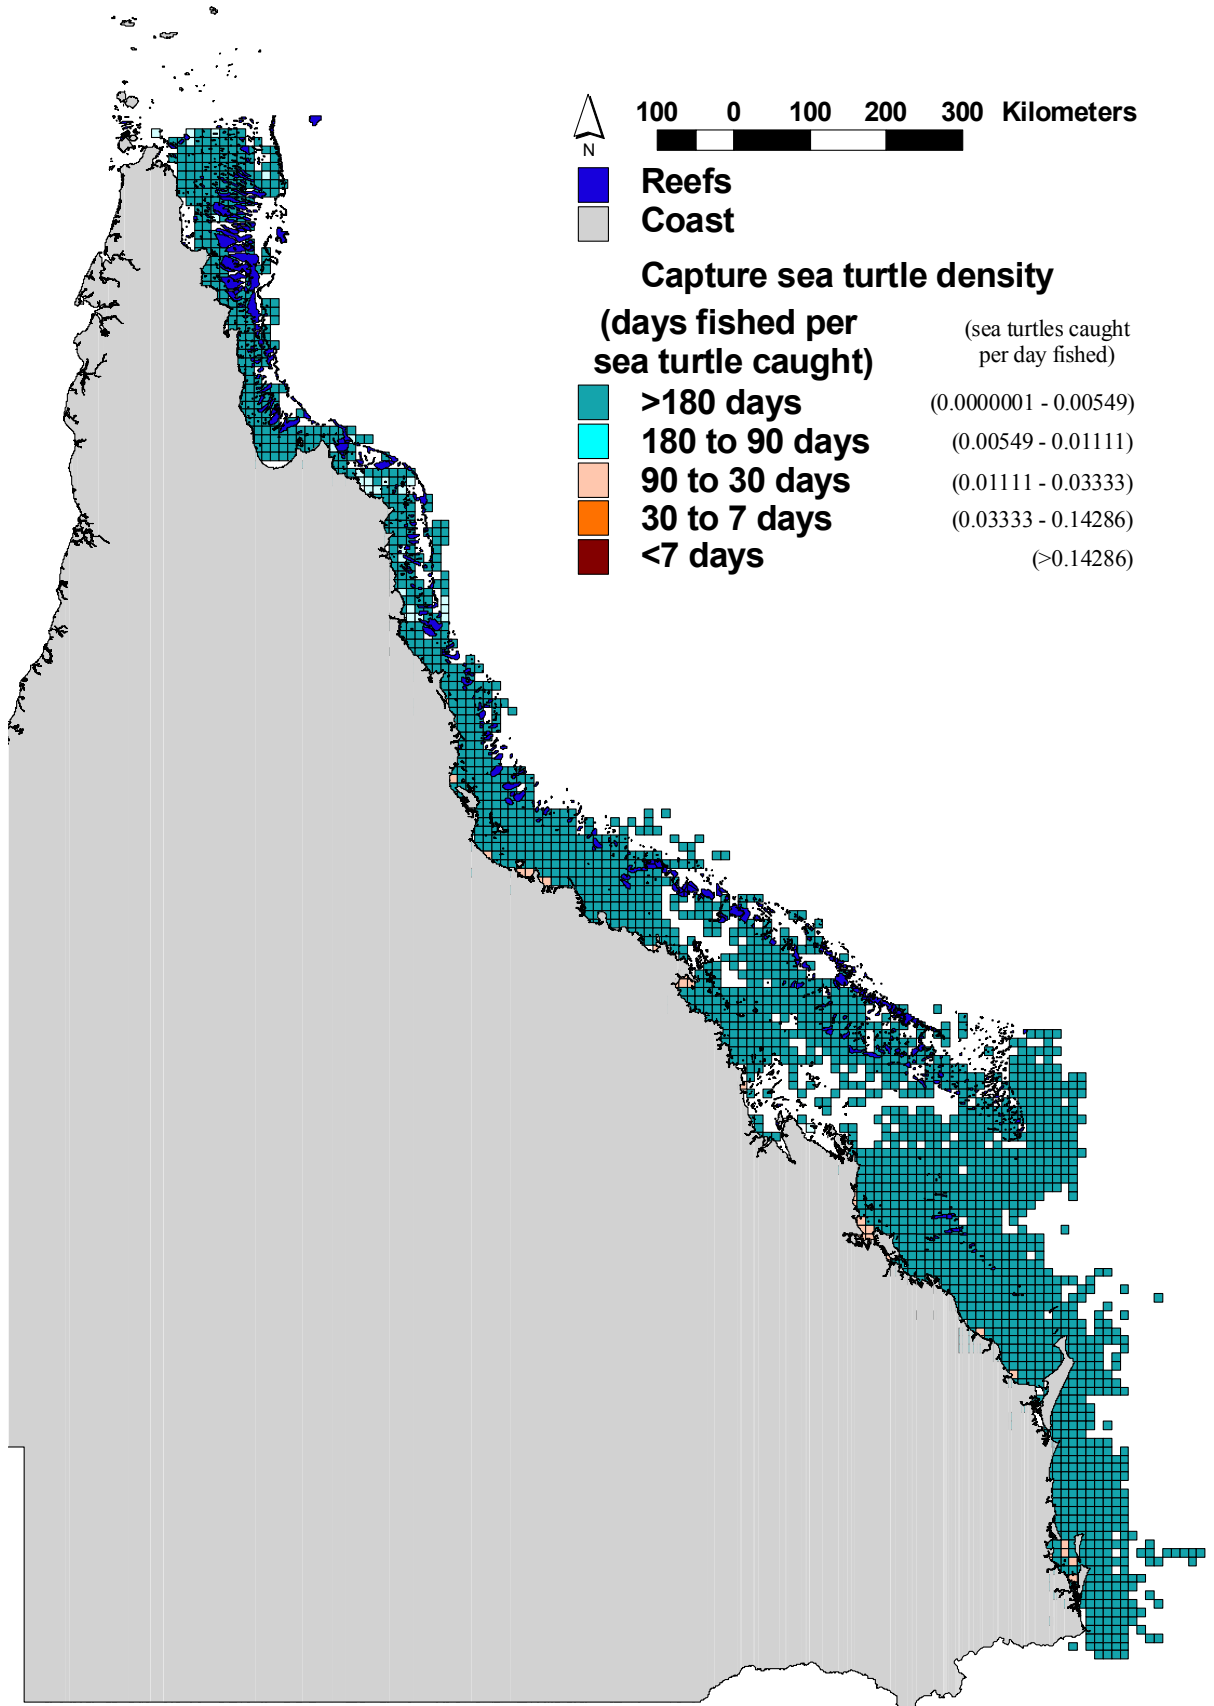 100 0 100 200 300 Kilometers
N
Reefs
Coast
Capture sea turtle density
(days fished per
sea turtle caught)
(sea turtles caught
per day fished)
>180 days (0.0000001 - 0.00549)
180 to 90 days (0.00549 - 0.01111)
90 to 30 days (0.01111 - 0.03333)
30 to 7 days (0.03333 - 0.14286)
<7 days (>0.14286)